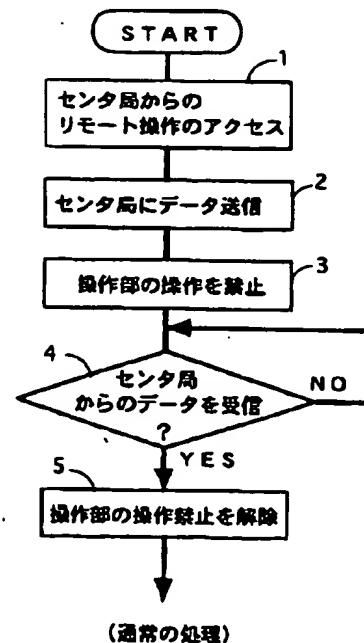 START
1
センタ局からの
リモート操作のアクセス
2
センタ局にデータ送信
3
操作部の操作を禁止
4
センタ局
からのデータを受信
?
NO
YES
5
操作部の操作禁止を解除
(通常の処理)